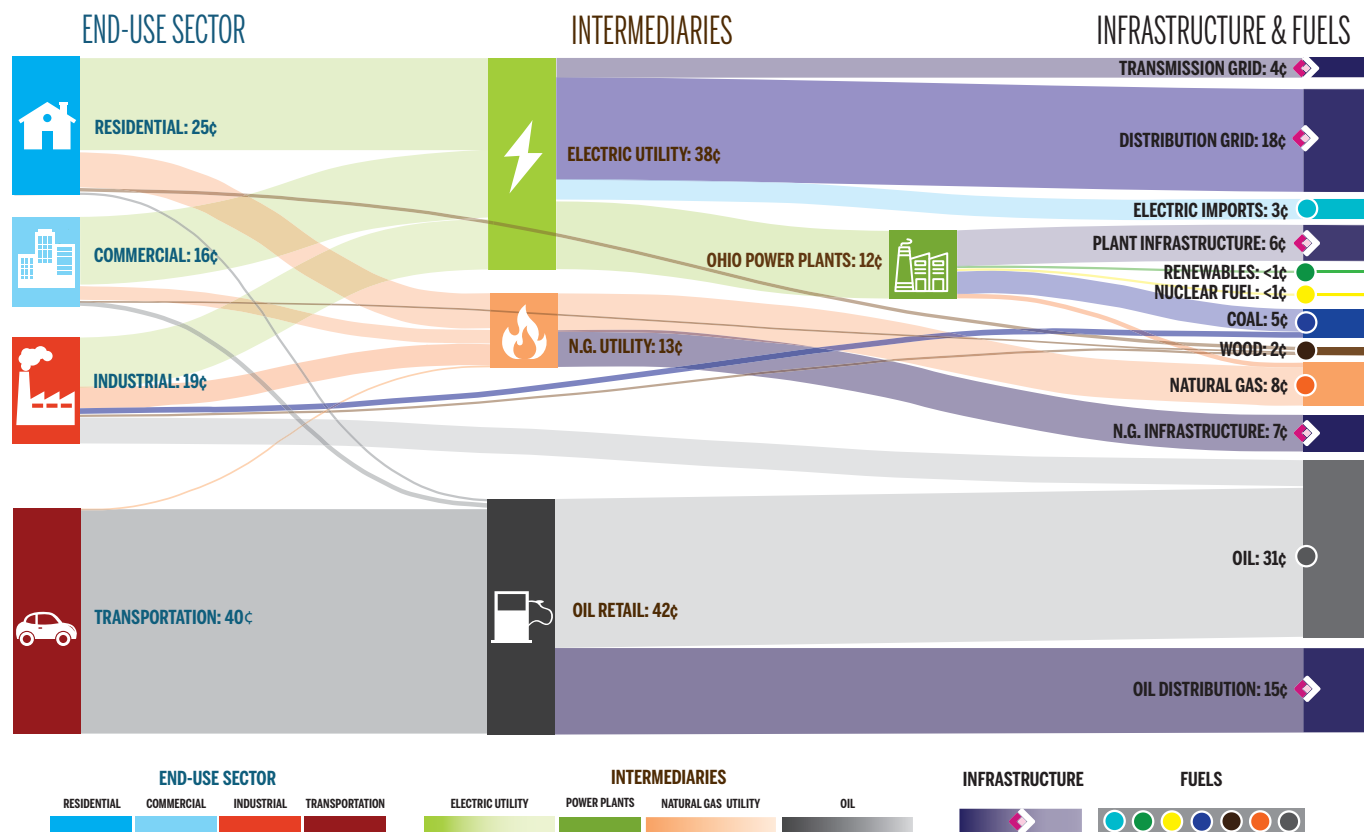 END-USE SECTOR
INTERMEDIARIES
INFRASTRUCTURE & FUELS
RESIDENTIAL: 25¢
COMMERCIAL: 16¢
INDUSTRIAL: 19¢
TRANSPORTATION: 40¢
ELECTRIC UTILITY: 38¢
OHIO POWER PLANTS: 12¢
N.G. UTILITY: 13¢
OIL RETAIL: 42¢
TRANSMISSION GRID: 4¢
DISTRIBUTION GRID: 18¢
ELECTRIC IMPORTS: 3¢
PLANT INFRASTRUCTURE: 6¢
RENEWABLES: <1¢
NUCLEAR FUEL: <1¢
COAL: 5¢
WOOD: 2¢
NATURAL GAS: 8¢
N.G. INFRASTRUCTURE: 7¢
OIL: 31¢
OIL DISTRIBUTION: 15¢
END-USE SECTOR
RESIDENTIAL COMMERCIAL INDUSTRIAL TRANSPORTATION
INTERMEDIARIES
ELECTRIC UTILITY POWER PLANTS NATURAL GAS UTILITY OIL
INFRASTRUCTURE
FUELS